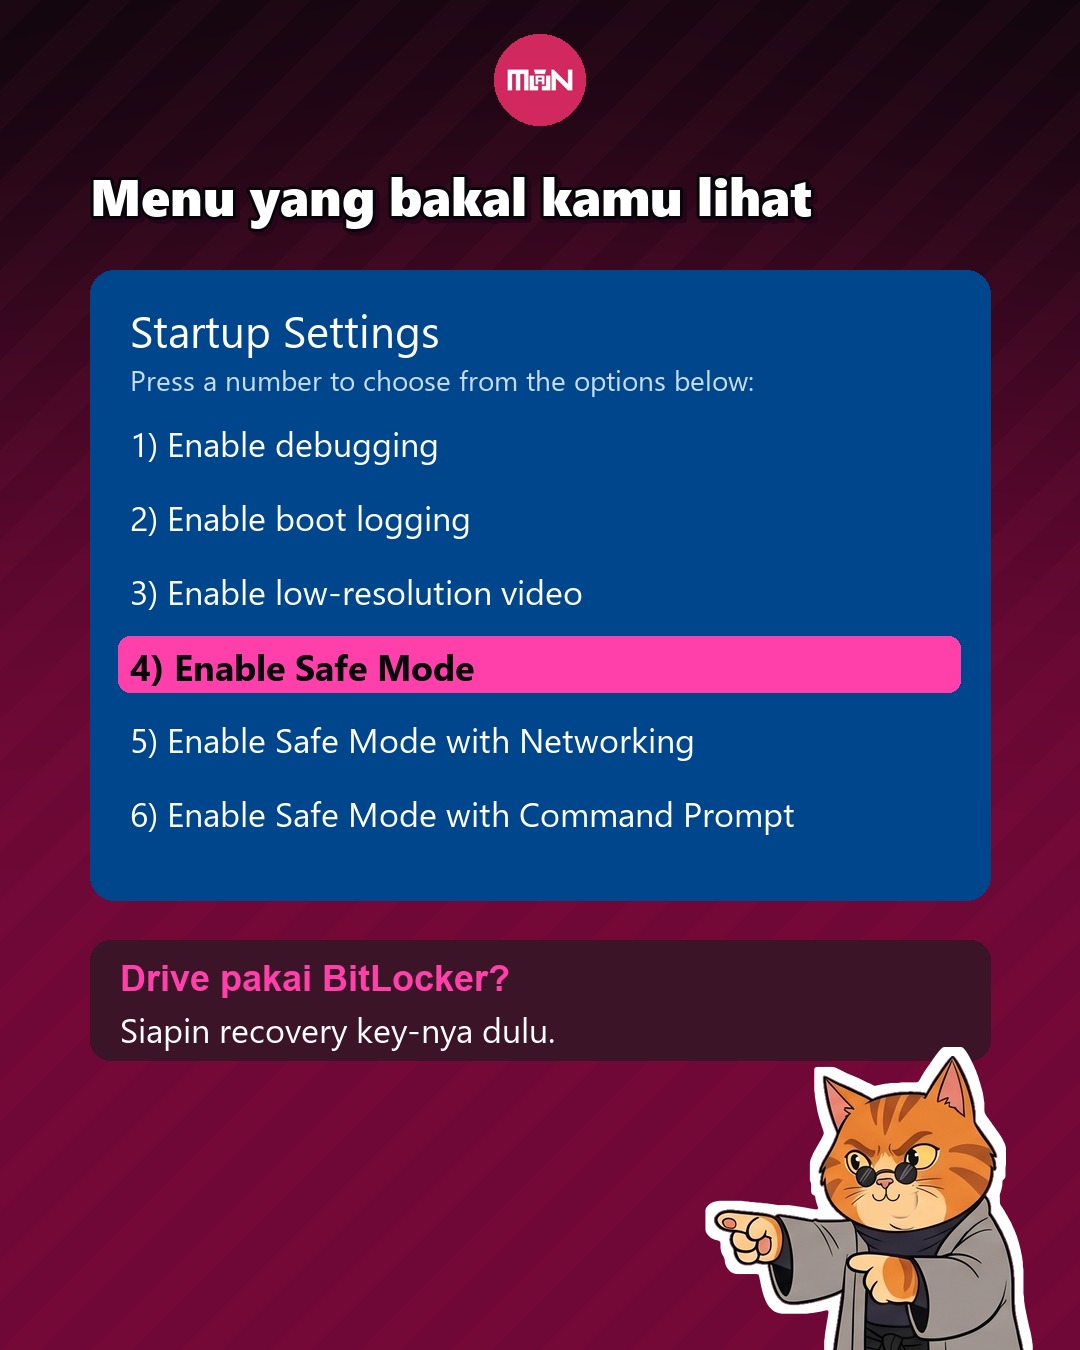 MLAN
Menu yang bakal kamu lihat
Startup Settings
Press a number to choose from the options below:
1) Enable debugging
2) Enable boot logging
3) Enable low-resolution video
4) Enable Safe Mode
5) Enable Safe Mode with Networking
6) Enable Safe Mode with Command Prompt
Drive pakai BitLocker?
Siapin recovery key-nya dulu.